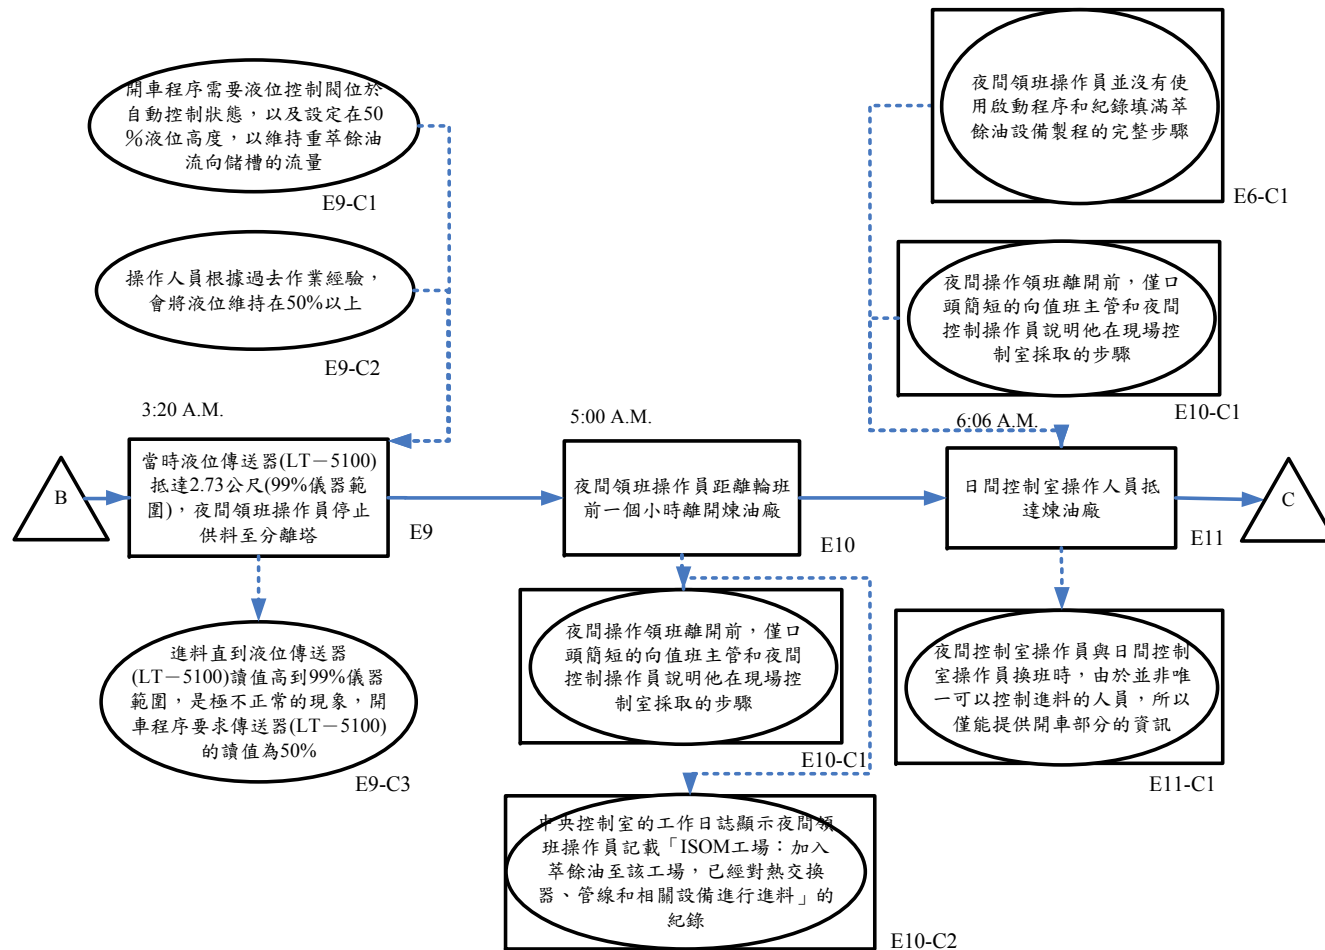 開車程序需要液位控制閥位於
自動控制狀態，以及設定在50
％液位高度，以維持重萃餘油
流向儲槽的流量
E9-C1
操作人員根據過去作業經驗，
會將液位維持在50%以上
E9-C2
夜間領班操作員並沒有使
用啟動程序和紀錄填滿萃
餘油設備製程的完整步驟
E6-C1
夜間操作領班離開前，僅口
頭簡短的向值班主管和夜間
控制操作員說明他在現場控
制室採取的步驟
E10-C1
3:20 A.M.
5:00 A.M.
6:06 A.M.
B
當時液位傳送器(LT－5100)
抵達2.73公尺(99%儀器範
圍)，夜間領班操作員停止
供料至分離塔
E9
夜間領班操作員距離輪班
前一個小時離開煉油廠
E10
日間控制室操作人員抵
達煉油廠
E11
C
進料直到液位傳送器
(LT－5100)讀值高到99%儀器
範圍，是極不正常的現象，開
車程序要求傳送器(LT－5100)
的讀值為50%
E9-C3
夜間操作領班離開前，僅口
頭簡短的向值班主管和夜間
控制操作員說明他在現場控
制室採取的步驟
E10-C1
夜間控制室操作員與日間控制
室操作員換班時，由於並非唯
一可以控制進料的人員，所以
僅能提供開車部分的資訊
E11-C1
中央控制室的工作日誌顯示夜間領
班操作員記載「ISOM工場：加入
萃餘油至該工場，已經對熱交換
器、管線和相關設備進行進料」的
紀錄
E10-C2